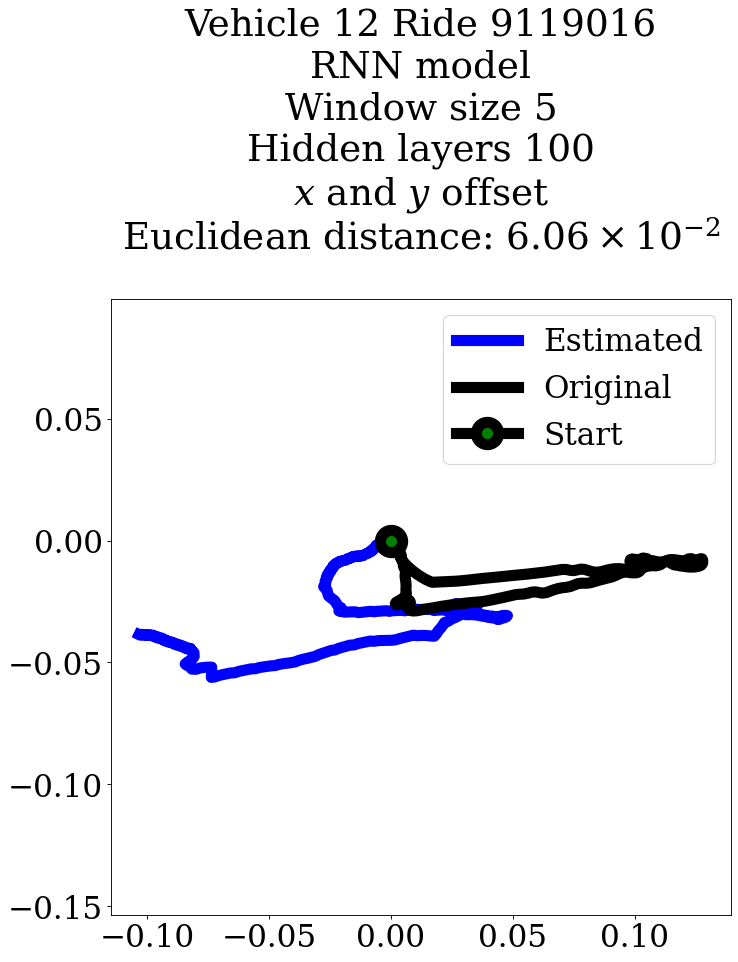 Vehicle 12 Ride 9119016
RNN model
Window size 5
Hidden layers 100
x and y offset
Euclidean distance: 6.06 × 10⁻²
Estimated
Original
Start
0.05
0.00
−0.05
−0.10
−0.15
−0.10 −0.05 0.00 0.05 0.10